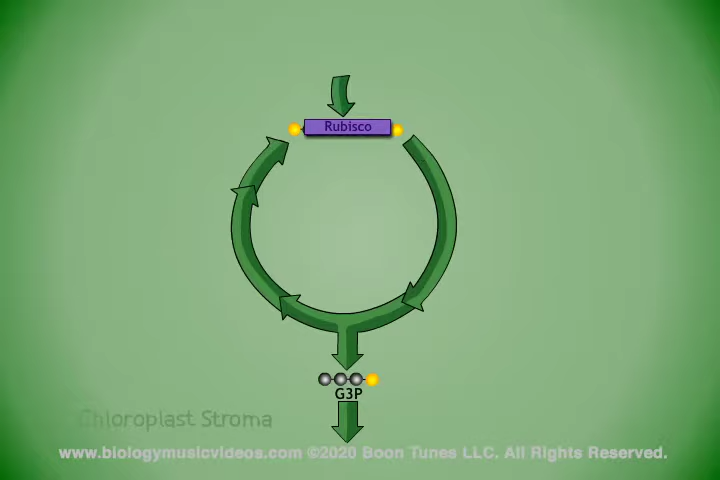 Rubisco
G3P
Chloroplast Stroma
www.biologymusicvideos.com ©2020 Boon Tunes LLC. All Rights Reserved.